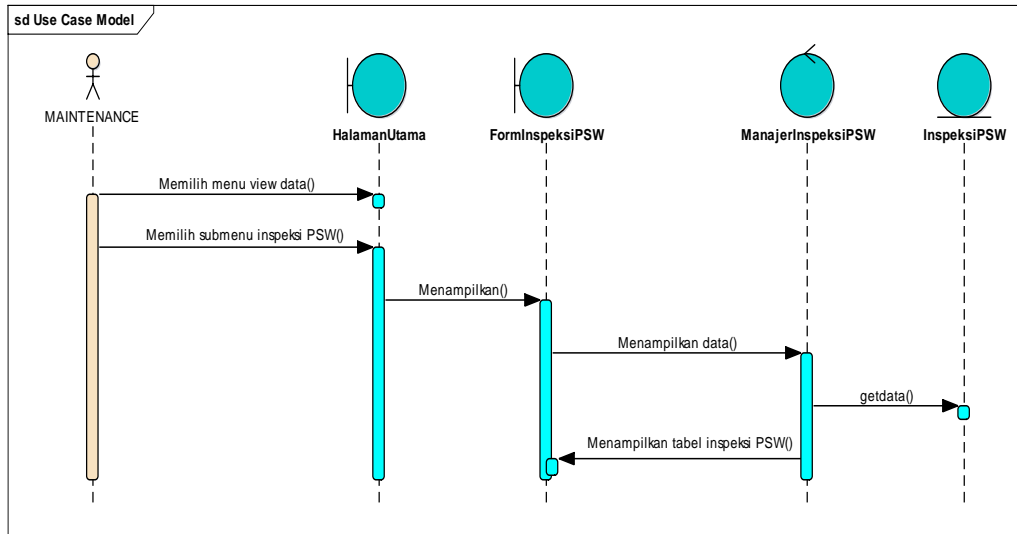 sd Use Case Model
MAINTENANCE
HalamanUtama
FormInspeksiPSW
ManajerInspeksiPSW
InspeksiPSW
Memilih menu view data()
Memilih submenu inspeksi PSW()
Menampilkan()
Menampilkan data()
getdata()
Menampilkan tabel inspeksi PSW()